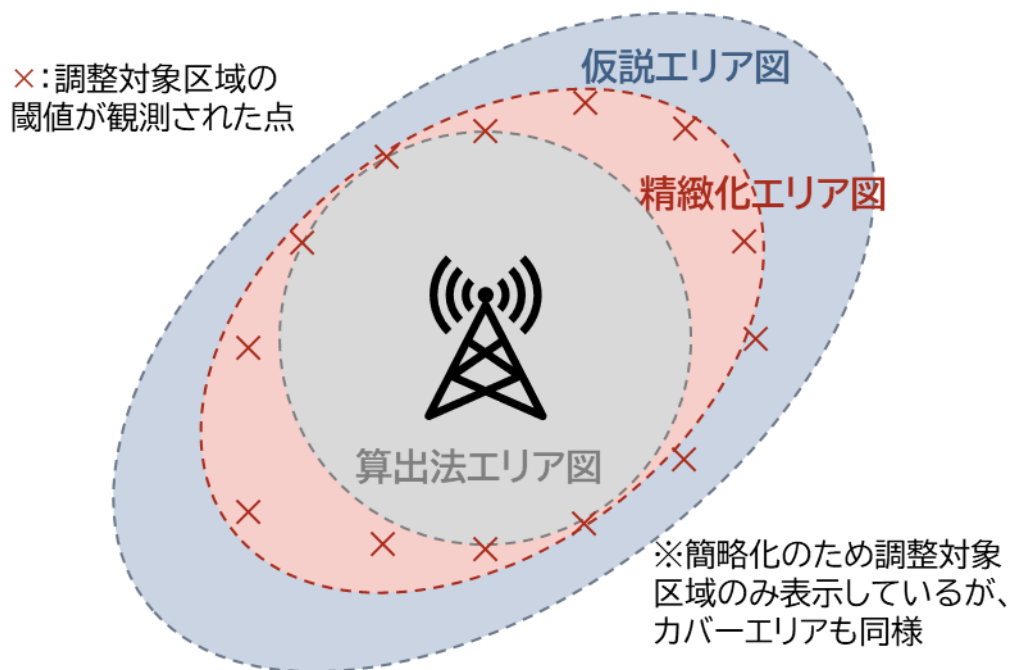 ×：調整対象区域の
閾値が観測された点
仮説エリア図
精緻化エリア図
算出法エリア図
※簡略化のため調整対象
区域のみ表示しているが、
カバーエリアも同様